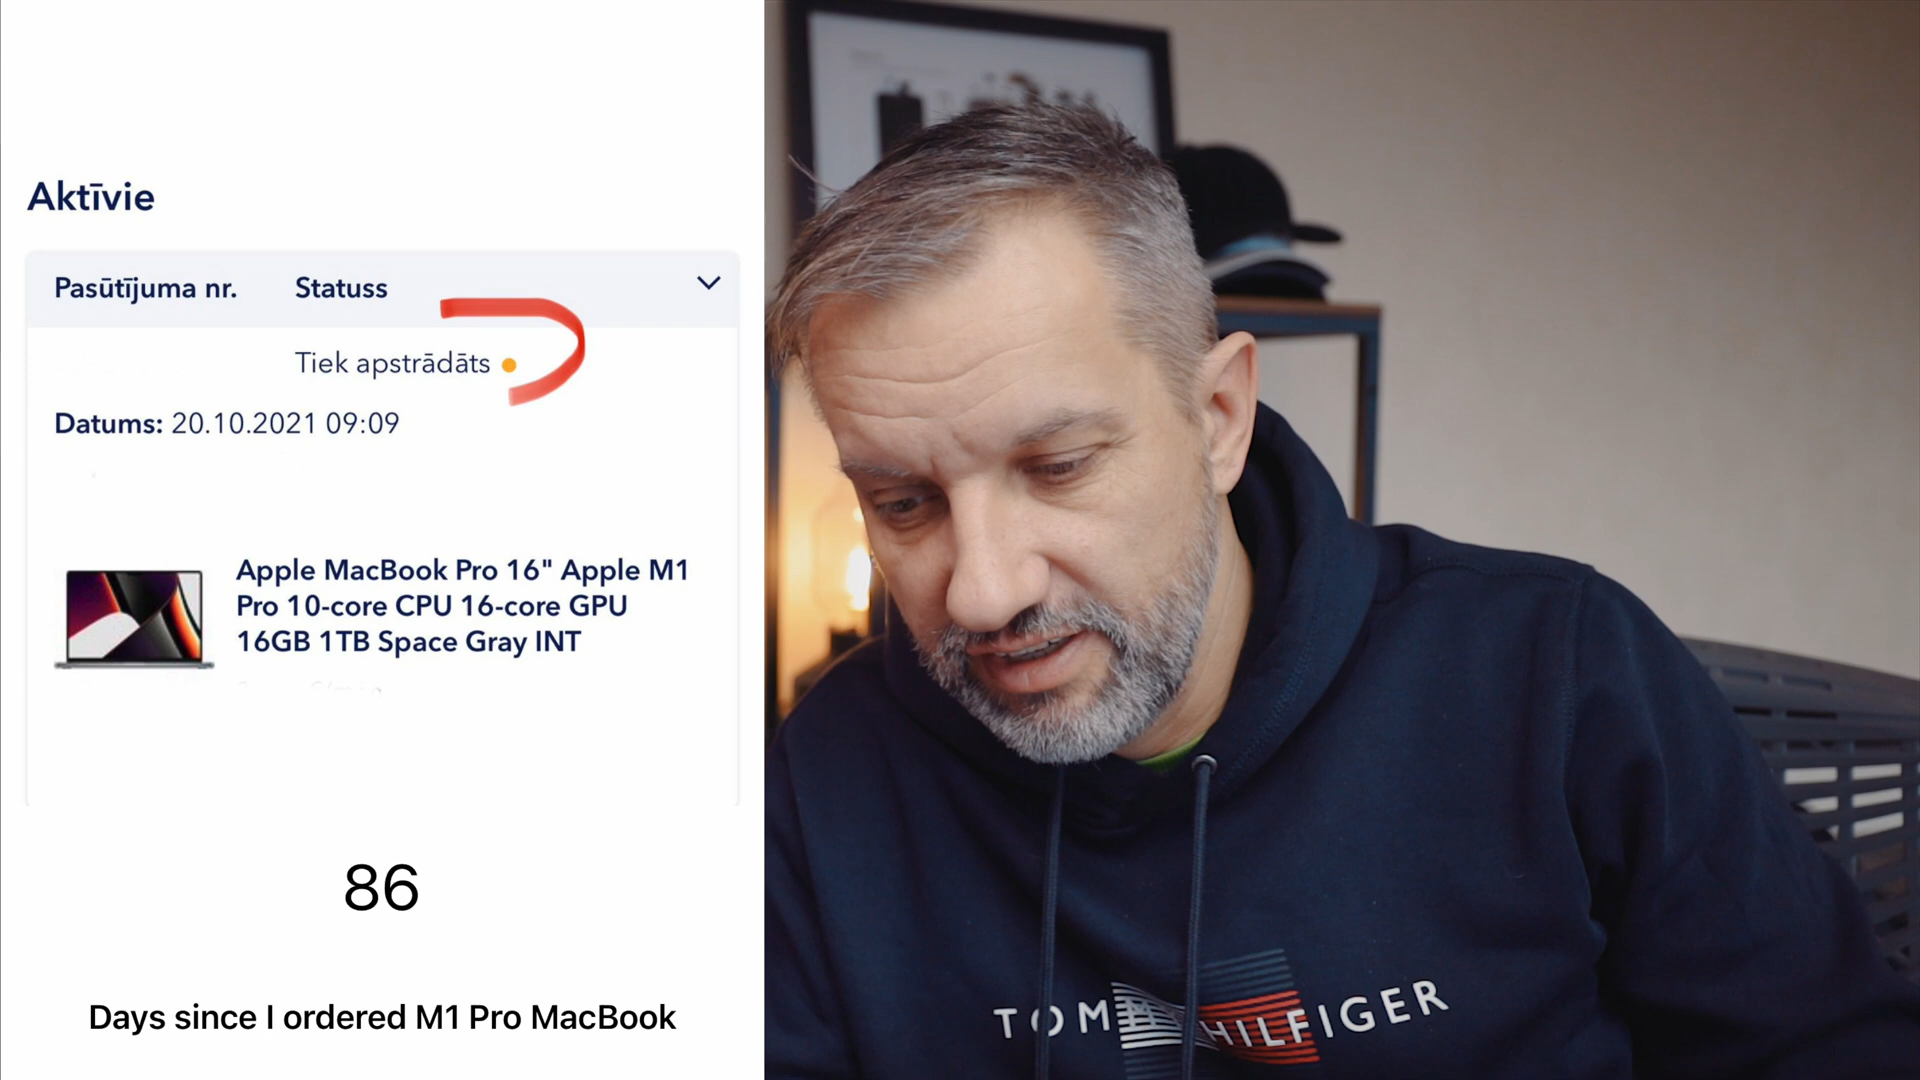 Aktīvie
Pasūtījuma nr. Statuss
Tiek apstrādāts
Datums: 20.10.2021 09:09
Apple MacBook Pro 16" Apple M1
Pro 10-core CPU 16-core GPU
16GB 1TB Space Gray INT
86
Days since I ordered M1 Pro MacBook
TOMMY HILFIGER